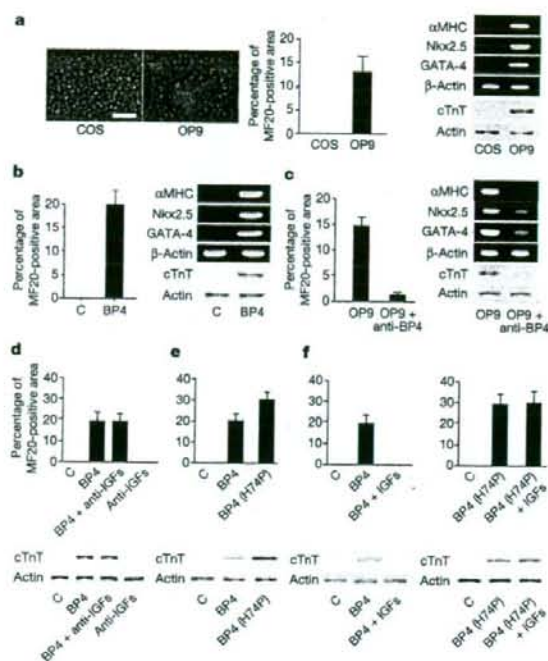 a
COS
OP9
Percentage of
MF20-positive area
20
15
10
5
0
COS OP9
αMHC
Nkx2.5
GATA-4
β-Actin
cTnT
Actin
COS
OP9
b
Percentage of
MF20-positive area
20
15
10
5
0
C BP4
αMHC
Nkx2.5
GATA-4
β-Actin
cTnT
Actin
C BP4
c
Percentage of
MF20-positive area
20
15
10
5
0
OP9 OP9 +
anti-BP4
αMHC
Nkx2.5
GATA-4
β-Actin
cTnT
Actin
OP9 OP9 +
anti-BP4
d
Percentage of
MF20-positive area
40
30
20
10
0
C
BP4
BP4 + anti-IGFs
Anti-IGFs
cTnT
Actin
C
BP4
BP4 + anti-IGFs
Anti-IGFs
e
40
30
20
10
0
C
BP4
BP4 (H74P)
cTnT
Actin
C
BP4
BP4 (H74P)
f
40
30
20
10
0
C
BP4
BP4 + IGFs
cTnT
Actin
C
BP4
BP4 + IGFs
40
30
20
10
0
C
BP4 (H74P)
BP4 (H74P)
+ IGFs
cTnT
Actin
C
BP4 (H74P)
BP4 (H74P)
+ IGFs